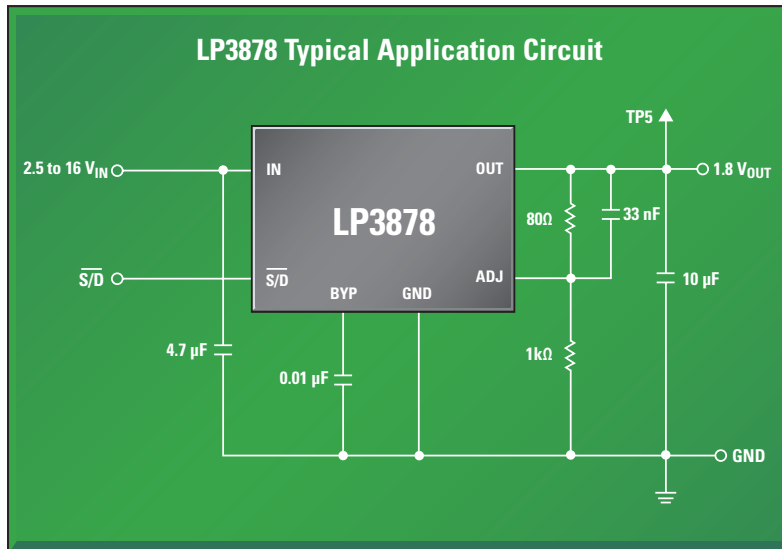 LP3878 Typical Application Circuit
TP5
2.5 to 16 V_IN
IN
OUT
1.8 V_OUT
LP3878
80Ω
33 nF
S̅/̅D̅
S̅/̅D̅
BYP
GND
ADJ
10 µF
4.7 µF
0.01 µF
1kΩ
GND